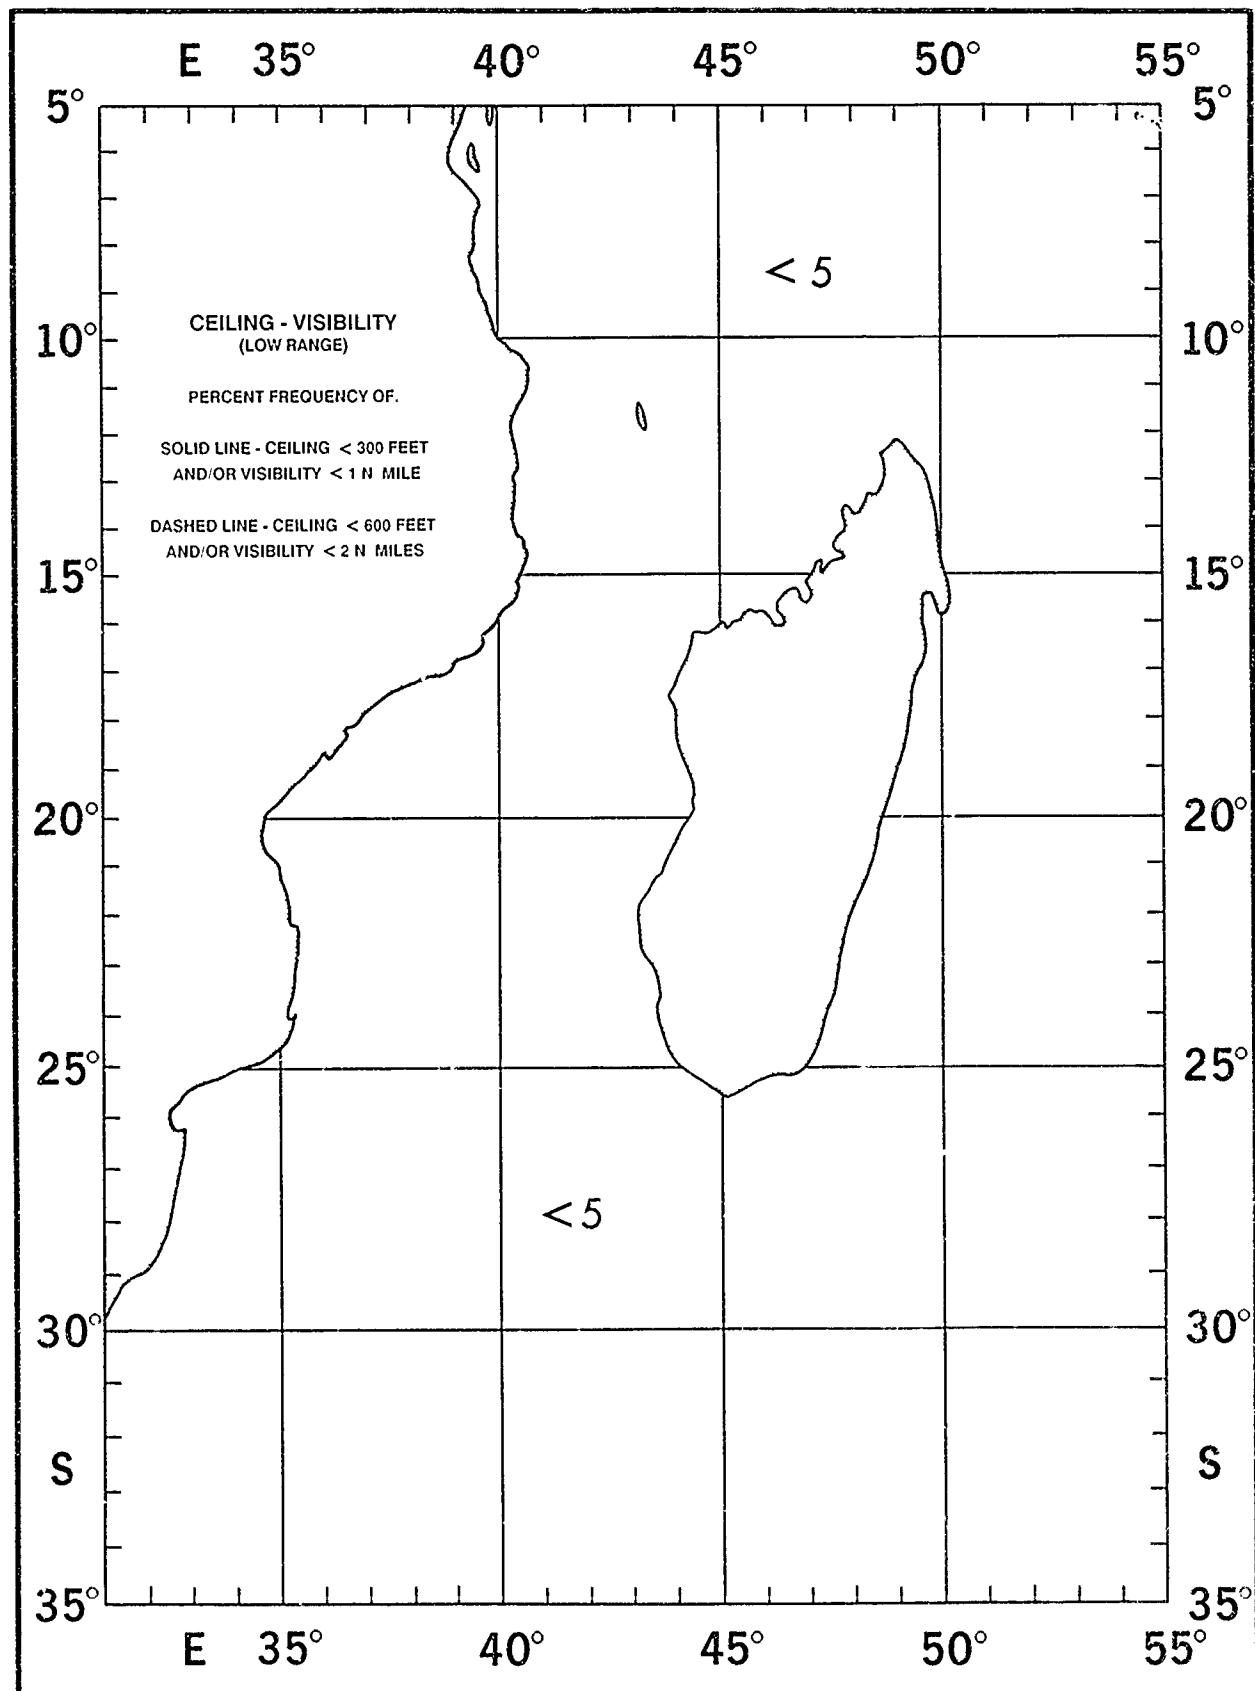 E 35° 40° 45° 50° 55°
5° 5°
< 5
CEILING - VISIBILITY
(LOW RANGE)
10° 10°
PERCENT FREQUENCY OF.
SOLID LINE - CEILING < 300 FEET
AND/OR VISIBILITY < 1 N MILE
DASHED LINE - CEILING < 600 FEET
AND/OR VISIBILITY < 2 N MILES
15° 15°
20° 20°
25° 25°
< 5
30° 30°
S S
35° 35°
E 35° 40° 45° 50° 55°